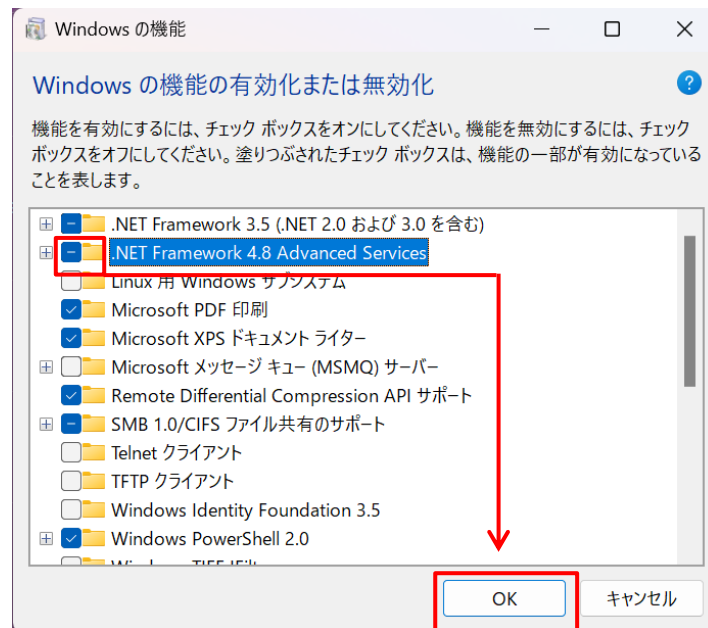 Windows の機能
Windows の機能の有効化または無効化
?
機能を有効にするには、チェック ボックスをオンにしてください。機能を無効にするには、チェック
ボックスをオフにしてください。塗りつぶされたチェック ボックスは、機能の一部が有効になっている
ことを表します。
.NET Framework 3.5 (.NET 2.0 および 3.0 を含む)
.NET Framework 4.8 Advanced Services
Linux 用 Windows サブシステム
Microsoft PDF 印刷
Microsoft XPS ドキュメント ライター
Microsoft メッセージ キュー (MSMQ) サーバー
Remote Differential Compression API サポート
SMB 1.0/CIFS ファイル共有のサポート
Telnet クライアント
TFTP クライアント
Windows Identity Foundation 3.5
Windows PowerShell 2.0
Windows TIFF IFilter
OK
キャンセル